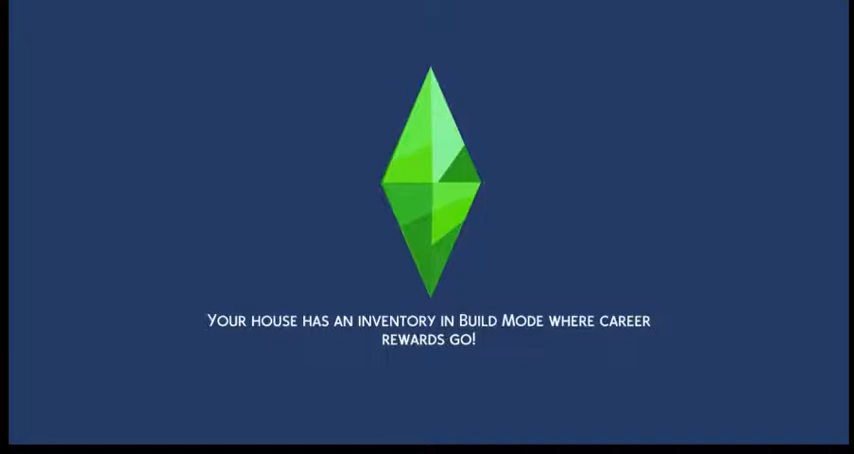 Your house has an inventory in Build Mode where career
rewards go!